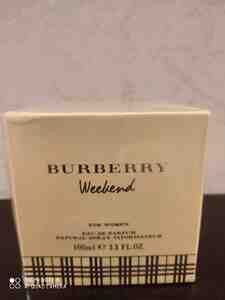 BURBERRY
Weekend
FOR WOMEN
EAU DE PARFUM
NATURAL SPRAY VAPORISATEUR
100ml ℮ 3.3 FL.OZ.